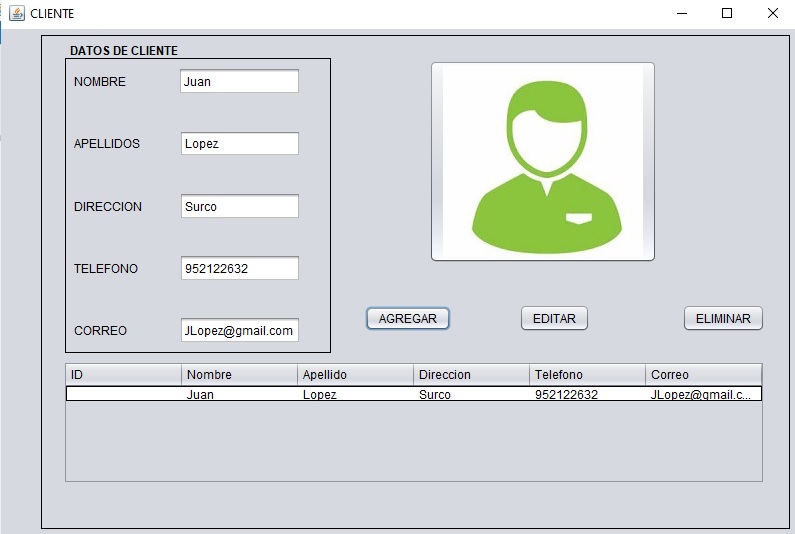 CLIENTE
DATOS DE CLIENTE
NOMBRE Juan
APELLIDOS Lopez
DIRECCION Surco
TELEFONO 952122632
CORREO JLopez@gmail.com
AGREGAR EDITAR ELIMINAR
ID Nombre Apellido Direccion Telefono Correo
Juan Lopez Surco 952122632 JLopez@gmail.c...